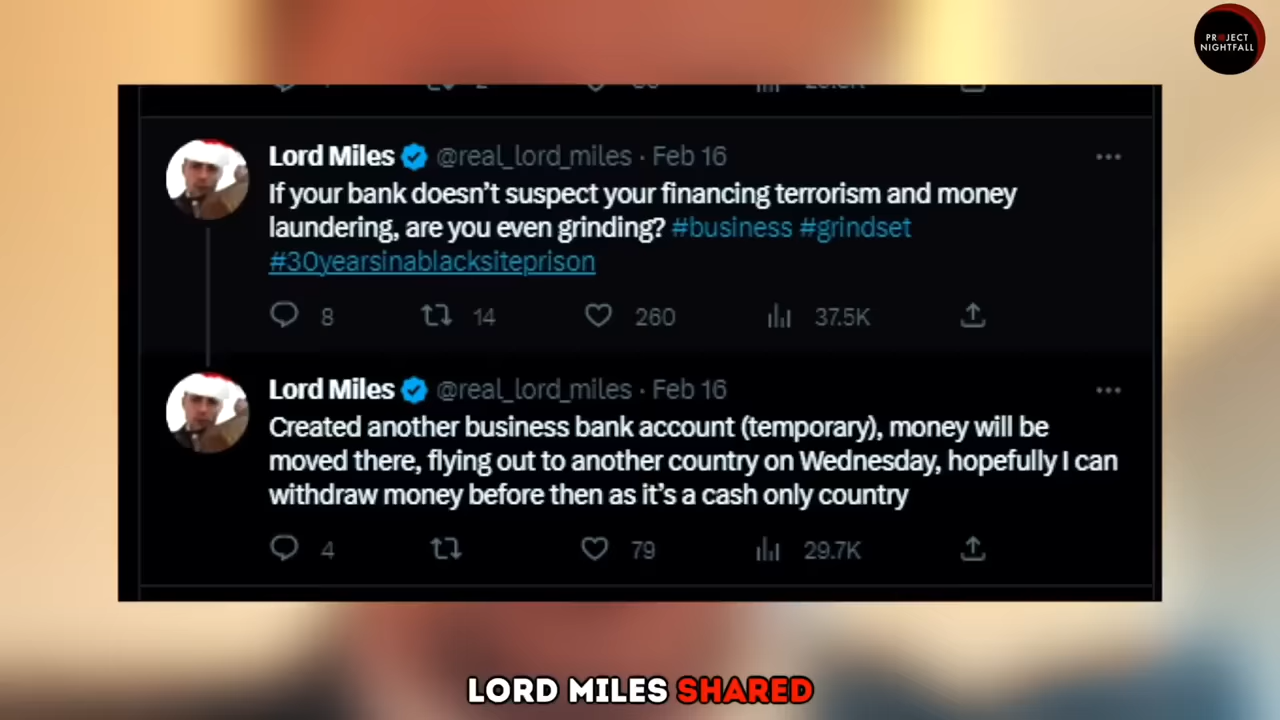 PROJECT
NIGHTFALL
Lord Miles @real_lord_miles · Feb 16
If your bank doesn’t suspect your financing terrorism and money
laundering, are you even grinding? #business #grindset
#30yearsinablacksiteprison
8 14 260 37.5K
Lord Miles @real_lord_miles · Feb 16
Created another business bank account (temporary), money will be
moved there, flying out to another country on Wednesday, hopefully I can
withdraw money before then as it’s a cash only country
4 79 29.7K
LORD MILES SHARED